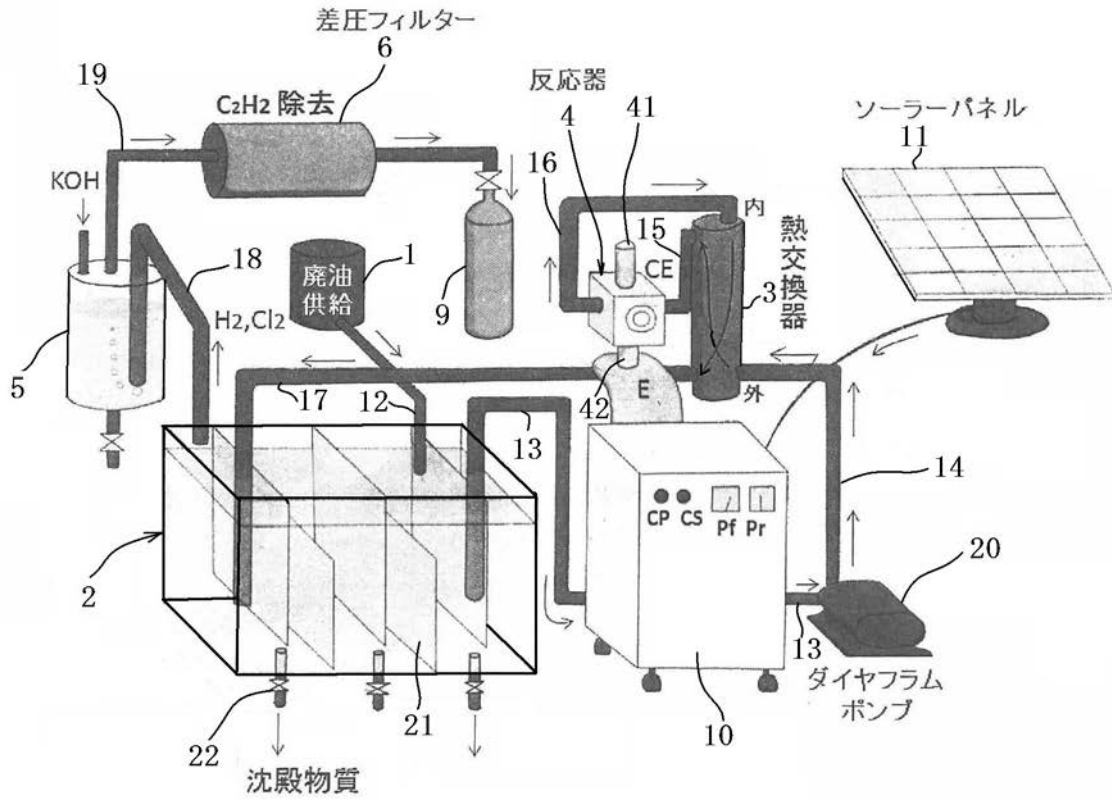 差圧フィルター
6
19
C2H2 除去
反応器
4
41
ソーラーパネル
11
KOH
16
内
15
CE
熱交換器
3
18
1
廃油
供給
9
H2,Cl2
5
17
12
E
42
外
13
14
CP CS
Pf Pr
2
20
13
21
10
ダイヤフラム
ポンプ
22
沈殿物質